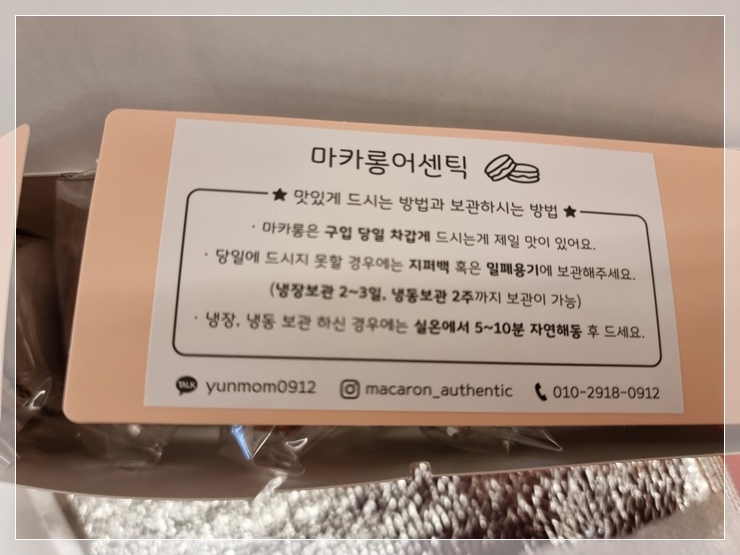 마카롱어센틱
★ 맛있게 드시는 방법과 보관하시는 방법 ★
· 마카롱은 구입 당일 차갑게 드시는게 제일 맛이 있어요.
· 당일에 드시지 못할 경우에는 지퍼백 혹은 밀폐용기에 보관해주세요.
(냉장보관 2~3일, 냉동보관 2주까지 보관이 가능)
· 냉장, 냉동 보관 하신 경우에는 실온에서 5~10분 자연해동 후 드세요.
TALK yunmom0912 macaron_authentic 010-2918-0912